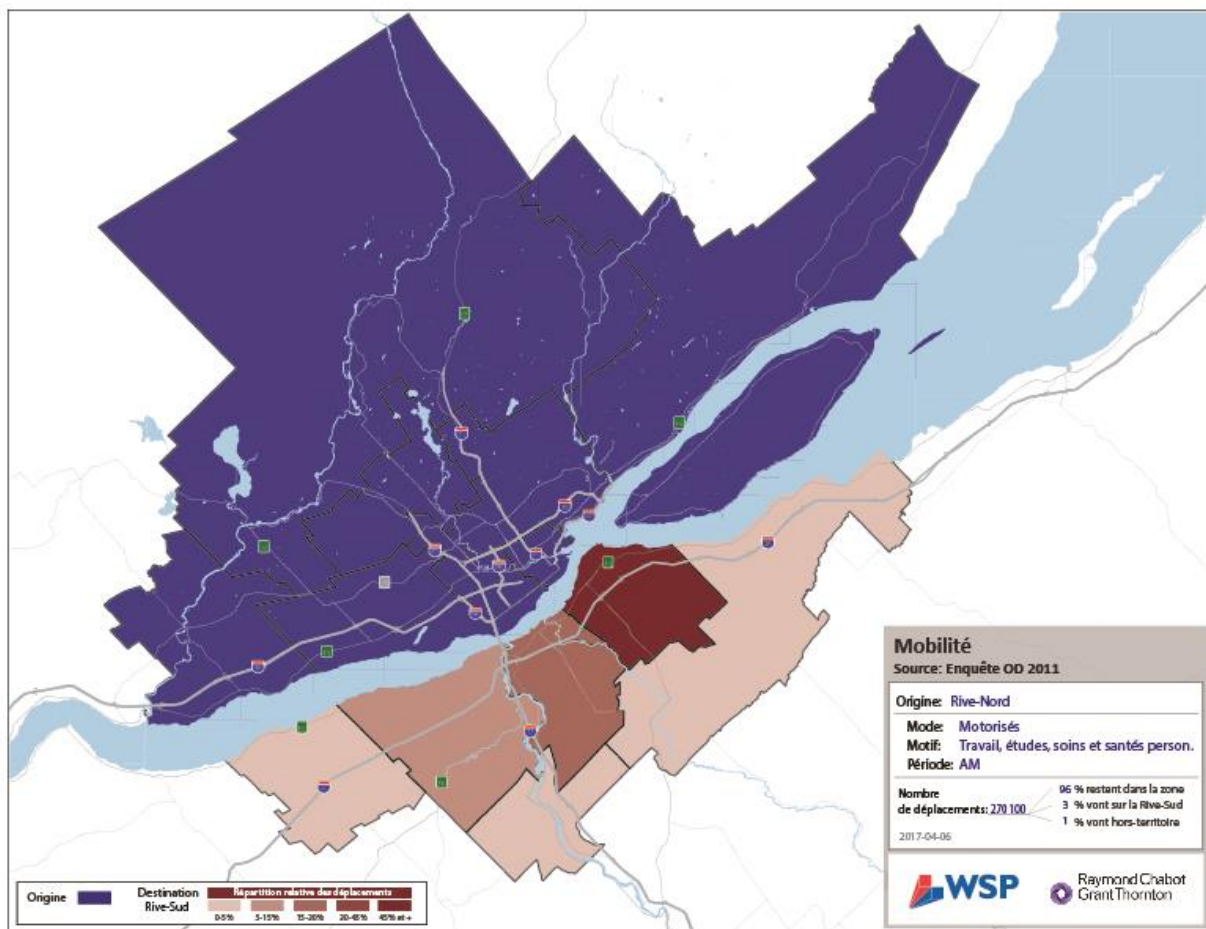 Mobilité
Source: Enquête OD 2011
Origine: Rive-Nord
Mode: Motorisés
Motif: Travail, études, soins et santés person.
Période: AM
Nombre
de déplacements: 270 100
96 % restent dans la zone
3 % vont sur la Rive-Sud
1 % vont hors-territoire
2017-04-06
WSP
Raymond Chabot
Grant Thornton
Origine
Destination
Rive-Sud
Répartition relative des déplacements
0-5%
5-15%
15-20%
20-45%
45% et +